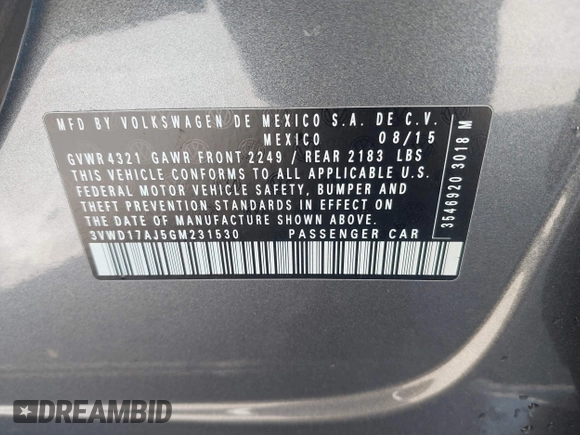 MFD BY VOLKSWAGEN DE MEXICO S.A. DE C.V.
MEXICO 08/15
GVWR 4321 GAWR FRONT 2249 / REAR 2183 LBS
THIS VEHICLE CONFORMS TO ALL APPLICABLE U.S.
FEDERAL MOTOR VEHICLE SAFETY, BUMPER AND
THEFT PREVENTION STANDARDS IN EFFECT ON
THE DATE OF MANUFACTURE SHOWN ABOVE.
3VWD17AJ5GM231530 PASSENGER CAR
3546920 3018 M
DREAMBID